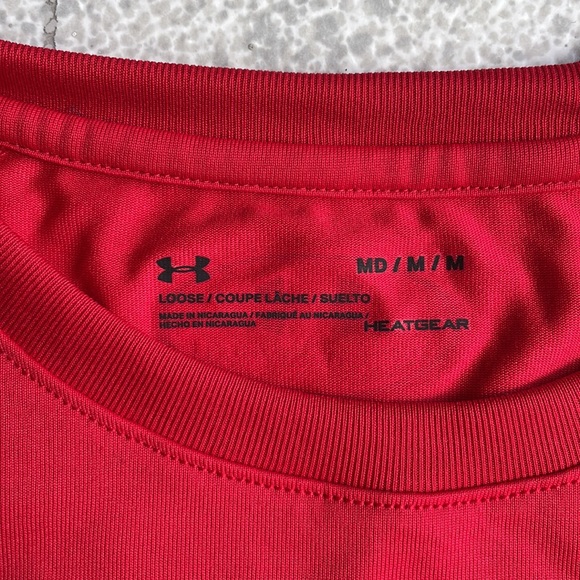 MD / M / M
LOOSE / COUPE LÂCHE / SUELTO
MADE IN NICARAGUA / FABRIQUÉ AU NICARAGUA /
HECHO EN NICARAGUA
HEATGEAR